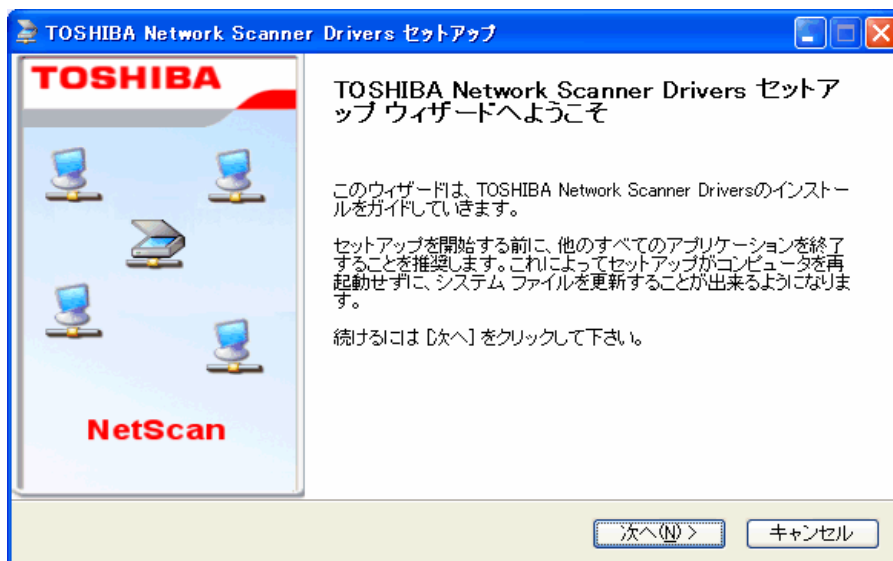 TOSHIBA Network Scanner Drivers セットアップ
TOSHIBA
NetScan
TOSHIBA Network Scanner Drivers セットア
ップ ウィザードへようこそ
このウィザードは、TOSHIBA Network Scanner Driversのインストー
ルをガイドしていきます。
セットアップを開始する前に、他のすべてのアプリケーションを終了
することを推奨します。これによってセットアップがコンピュータを再
起動せずに、システム ファイルを更新することが出来るようになりま
す。
続けるには [次へ] をクリックして下さい。
次へ(N) >
キャンセル